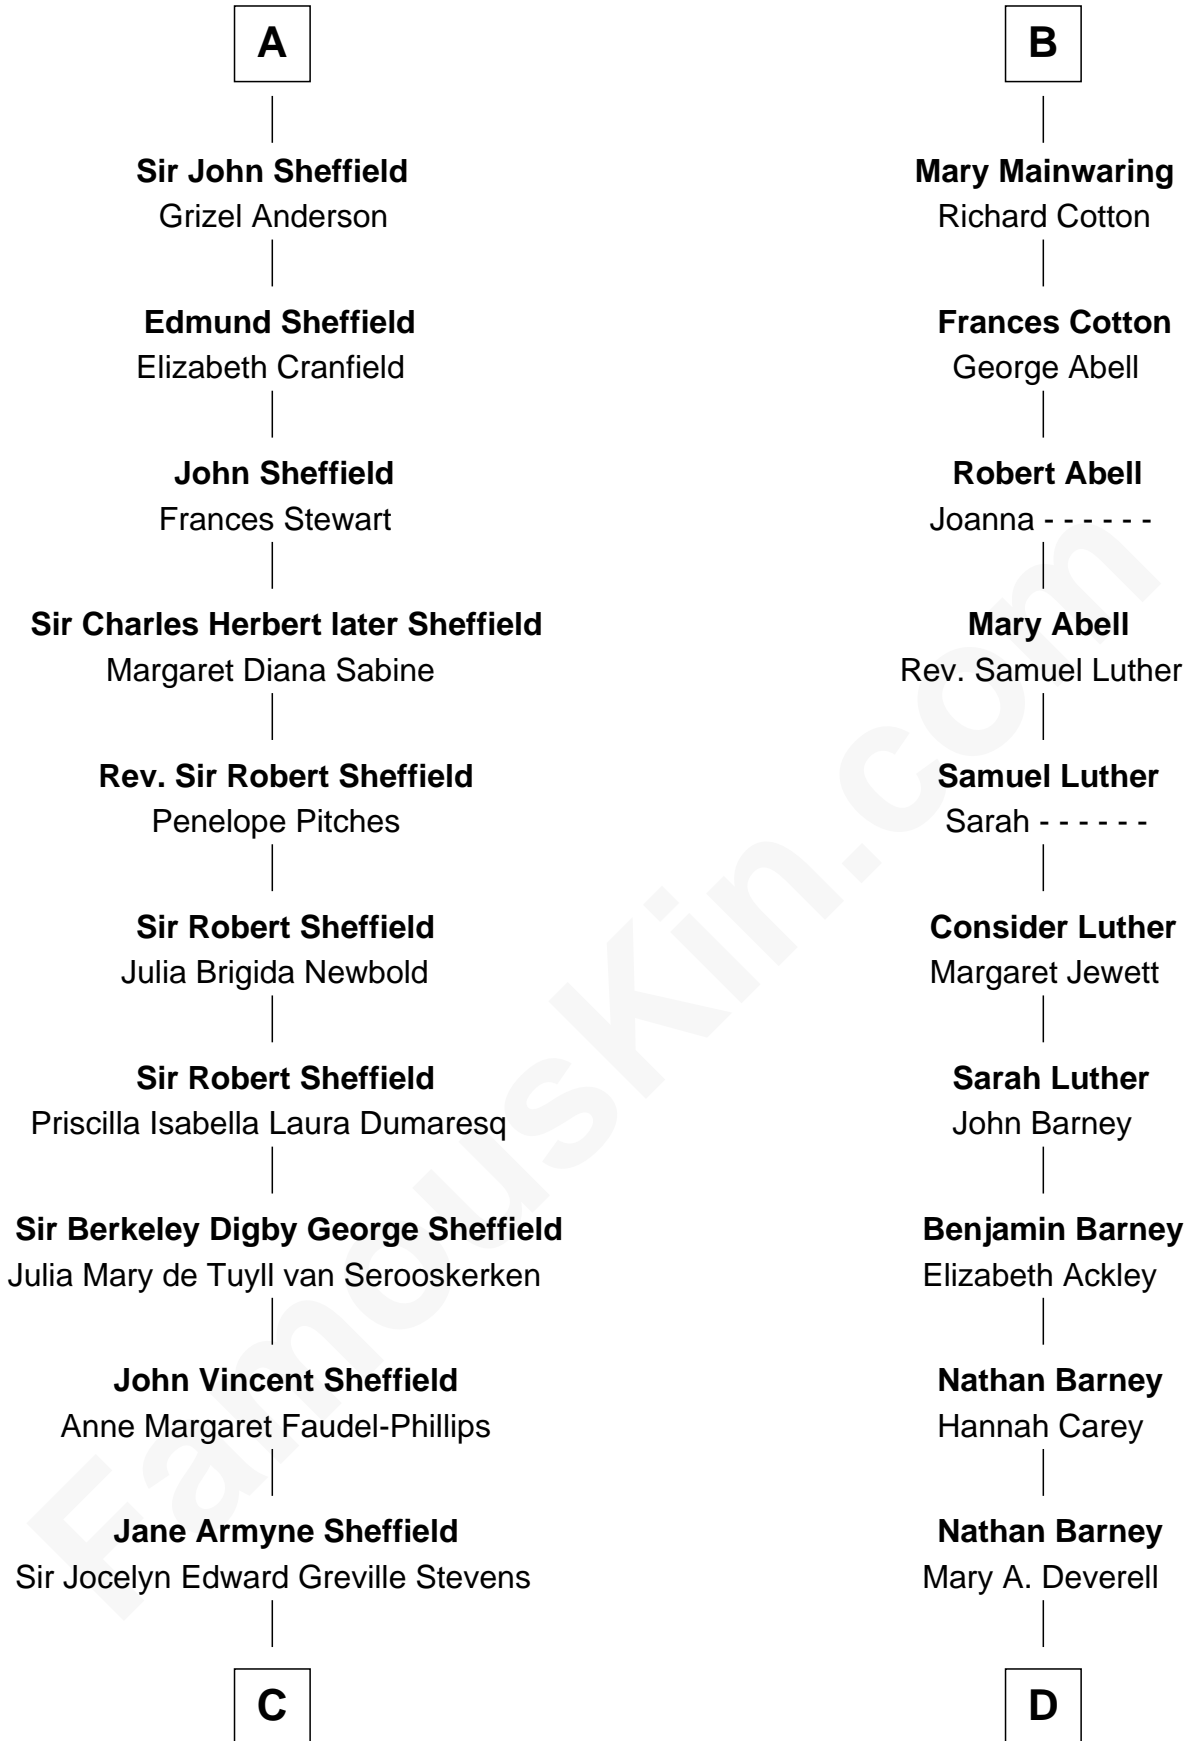 A
Sir John Sheffield
Grizel Anderson
Edmund Sheffield
Elizabeth Cranfield
John Sheffield
Frances Stewart
Sir Charles Herbert later Sheffield
Margaret Diana Sabine
Rev. Sir Robert Sheffield
Penelope Pitches
Sir Robert Sheffield
Julia Brigida Newbold
Sir Robert Sheffield
Priscilla Isabella Laura Dumaresq
Sir Berkeley Digby George Sheffield
Julia Mary de Tuyll van Serooskerken
John Vincent Sheffield
Anne Margaret Faudel-Phillips
Jane Armyne Sheffield
Sir Jocelyn Edward Greville Stevens
C
B
Mary Mainwaring
Richard Cotton
Frances Cotton
George Abell
Robert Abell
Joanna - - - - - -
Mary Abell
Rev. Samuel Luther
Samuel Luther
Sarah - - - - - -
Consider Luther
Margaret Jewett
Sarah Luther
John Barney
Benjamin Barney
Elizabeth Ackley
Nathan Barney
Hannah Carey
Nathan Barney
Mary A. Deverell
D
FamousKin.com